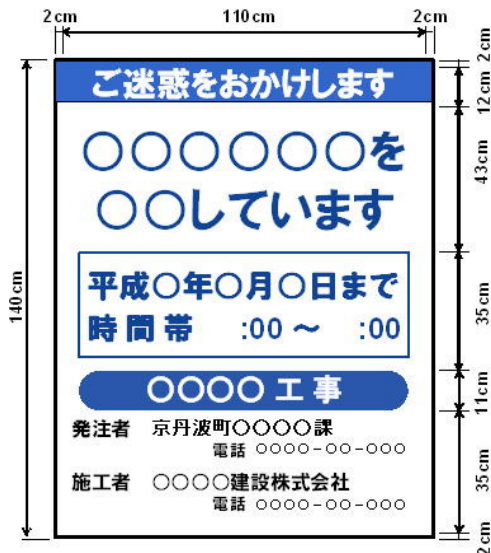 2cm 110cm 2cm
2cm
ご迷惑をおかけします
12cm
○○○○○○を
43cm
○○しています
140cm
平成○年○月○日まで
35cm
時間帯 :00 ~ :00
○○○○工事
11cm
発注者 京丹波町○○○○課
電話 ○○○○-○○-○○○
施工者 ○○○○建設株式会社
35cm
電話 ○○○○-○○-○○○
2cm